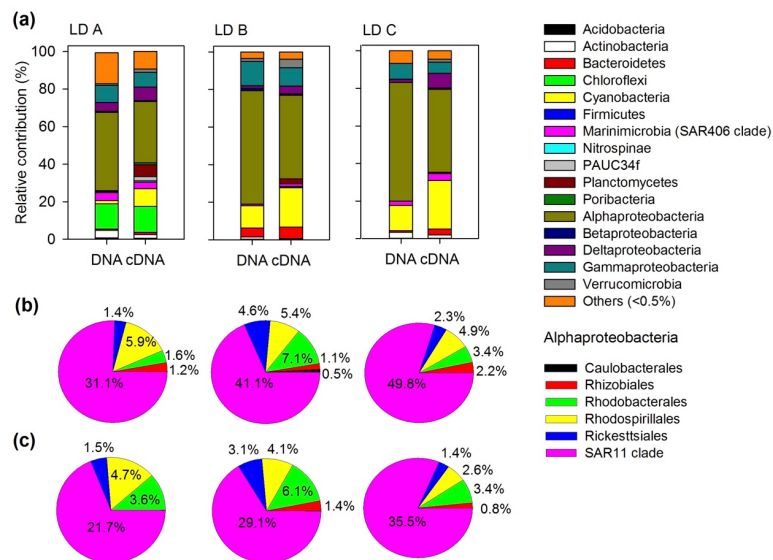 (a)
LD A
LD B
LD C
Relative contribution (%)
100
80
60
40
20
0
DNA cDNA
DNA cDNA
DNA cDNA
Acidobacteria
Actinobacteria
Bacteroidetes
Chloroflexi
Cyanobacteria
Firmicutes
Marinimicrobia (SAR406 clade)
Nitrospinae
PAUC34f
Planctomycetes
Poribacteria
Alphaproteobacteria
Betaproteobacteria
Deltaproteobacteria
Gammaproteobacteria
Verrucomicrobia
Others (<0.5%)
Alphaproteobacteria
Caulobacterales
Rhizobiales
Rhodobacterales
Rhodospirillales
Rickesttsiales
SAR11 clade
(b)
1.4%
5.9%
1.6%
1.2%
31.1%
4.6%
5.4%
7.1%
1.1%
0.5%
41.1%
2.3%
4.9%
3.4%
2.2%
49.8%
(c)
1.5%
4.7%
3.6%
21.7%
3.1%
4.1%
6.1%
1.4%
29.1%
1.4%
2.6%
3.4%
0.8%
35.5%